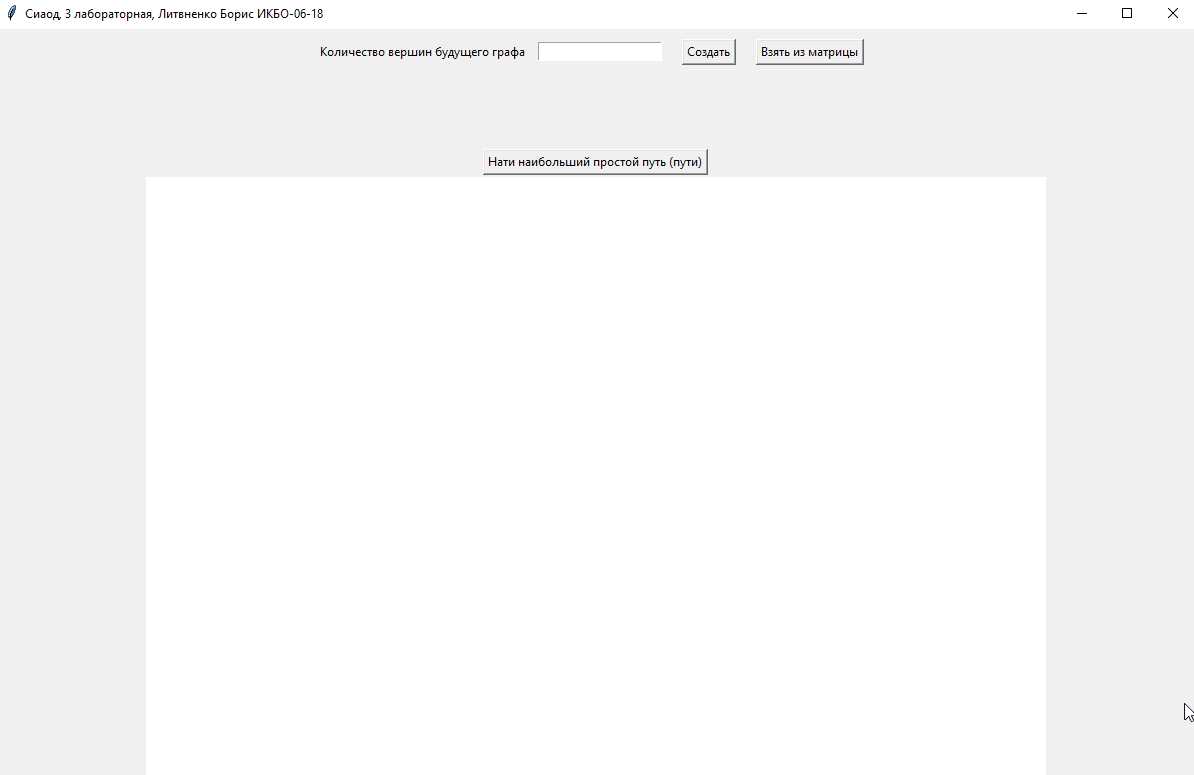 Сиаод, 3 лабораторная, Литвненко Борис ИКБО-06-18
Количество вершин будущего графа Создать Взять из матрицы
Нати наибольший простой путь (пути)